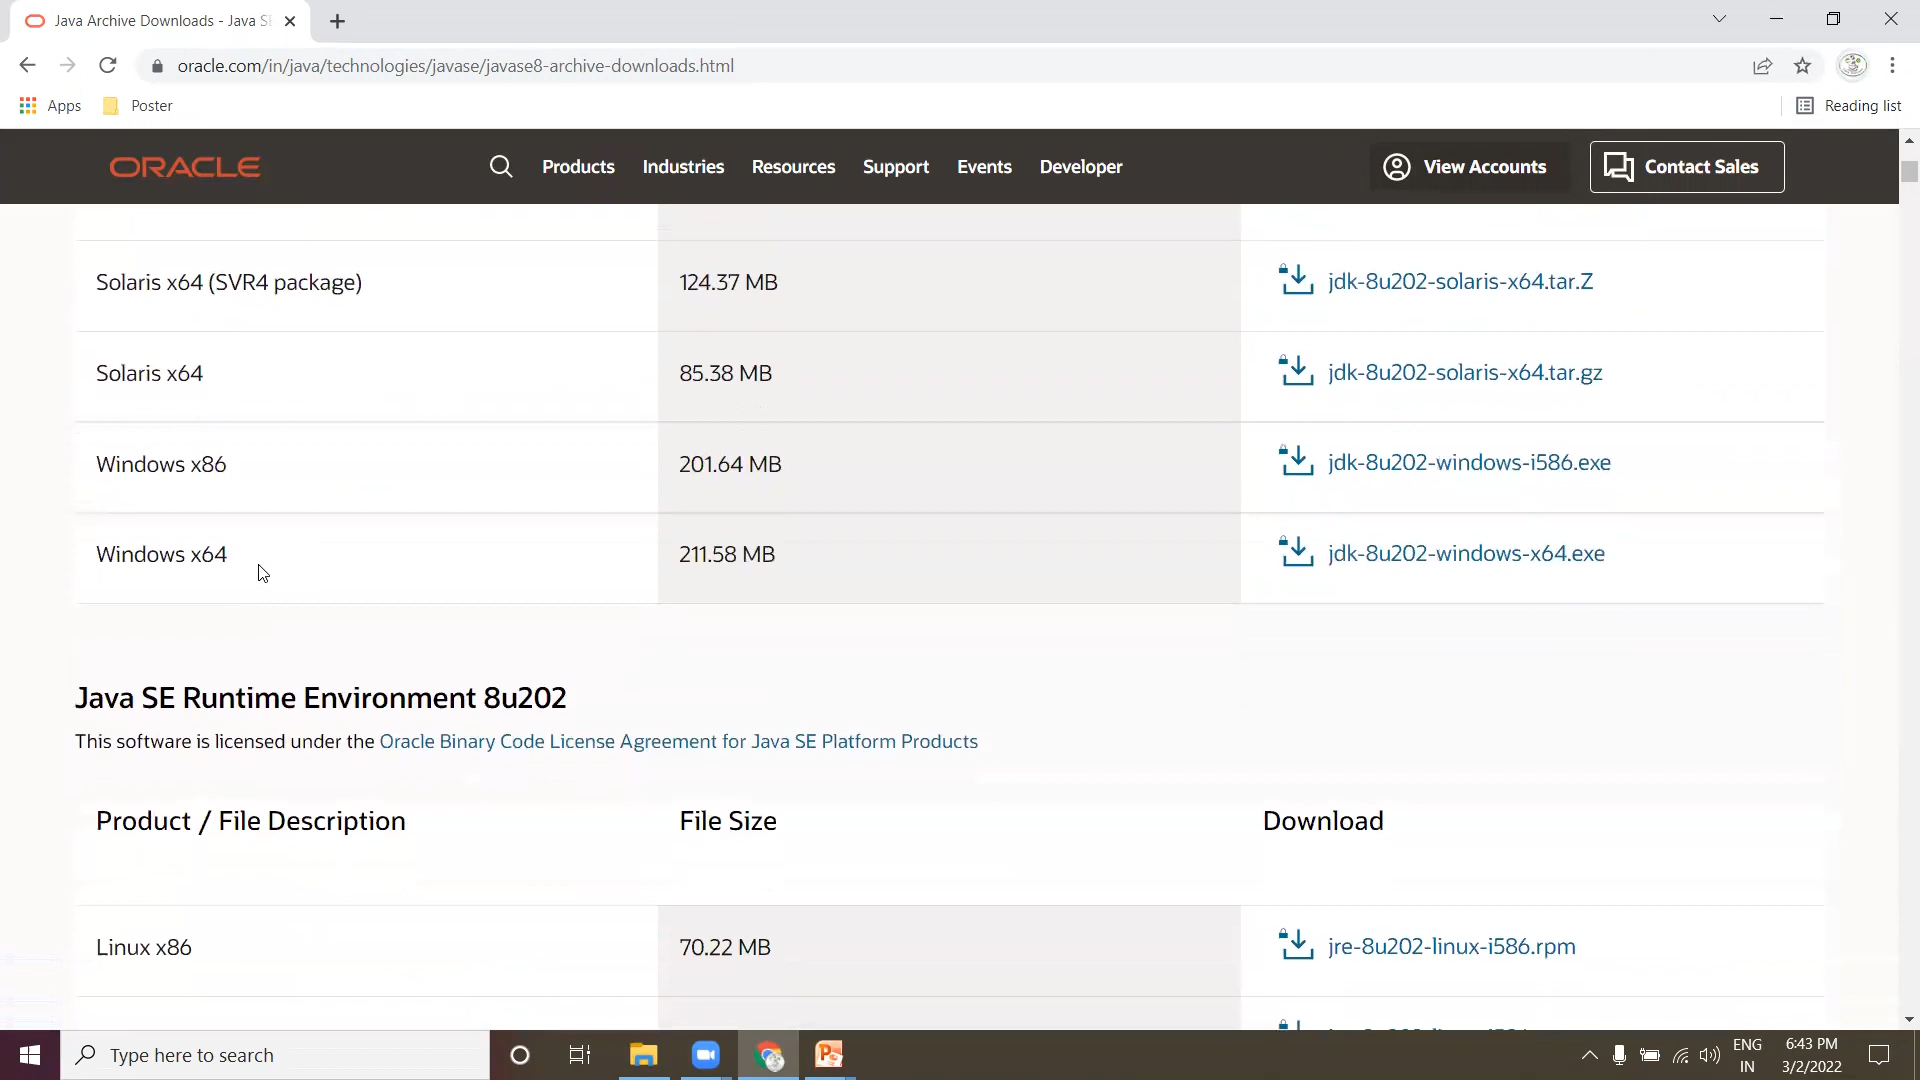 Java Archive Downloads - Java SE
oracle.com/in/java/technologies/javase/javase8-archive-downloads.html
Apps Poster Reading list
ORACLE Products Industries Resources Support Events Developer View Accounts Contact Sales
Solaris x64 (SVR4 package) 124.37 MB jdk-8u202-solaris-x64.tar.Z
Solaris x64 85.38 MB jdk-8u202-solaris-x64.tar.gz
Windows x86 201.64 MB jdk-8u202-windows-i586.exe
Windows x64 211.58 MB jdk-8u202-windows-x64.exe
Java SE Runtime Environment 8u202
This software is licensed under the Oracle Binary Code License Agreement for Java SE Platform Products
Product / File Description File Size Download
Linux x86 70.22 MB jre-8u202-linux-i586.rpm
Type here to search ENG 6:43 PM
IN 3/2/2022